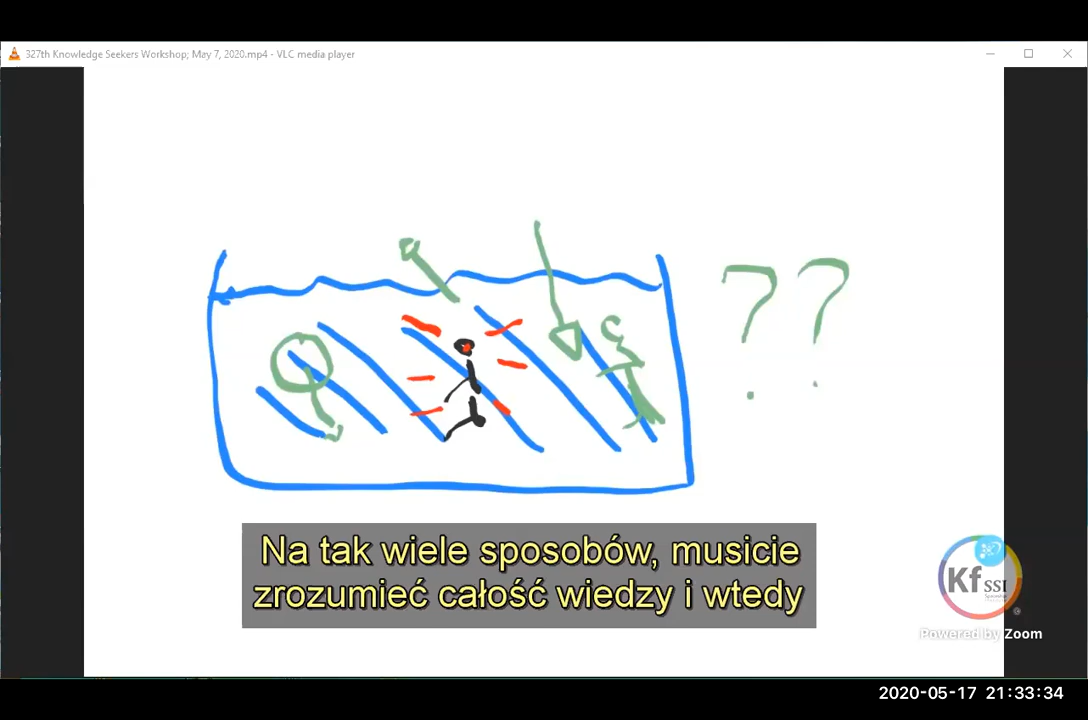 327th Knowledge Seekers Workshop; May 7, 2020.mp4 - VLC media player
? ?
Na tak wiele sposobów, musicie
zrozumieć całość wiedzy i wtedy
Kf SSI
Powered by Zoom
2020-05-17 21:33:34